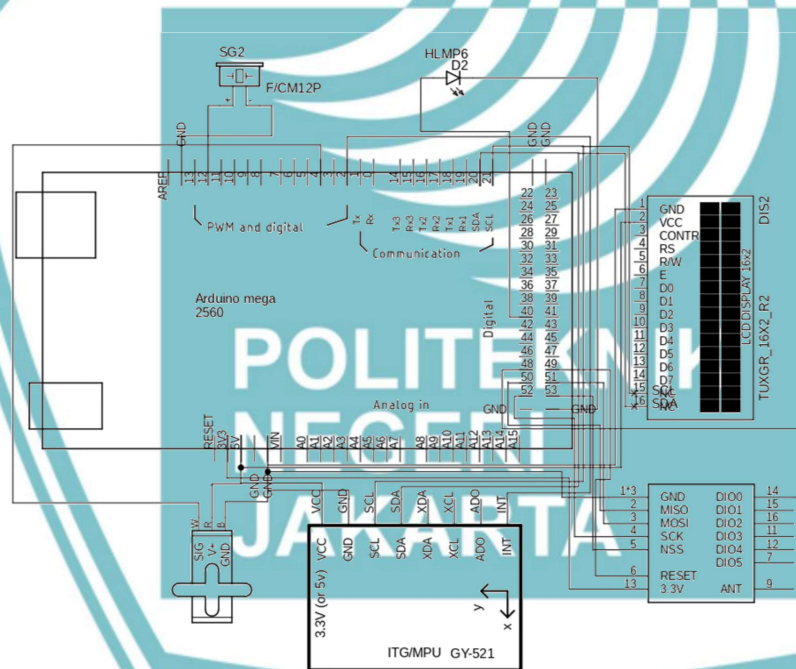 SG2
F/CM12P
HLMP6
D2
GND
GND
GND
AREF
13
12
11
10
9
8
7
6
5
4
3
2
1
0
14
15
16
17
18
19
20
21
PWM and digital
Tx
Rx
Tx3
Rx3
Tx2
Rx2
Tx1
Rx1
SDA
SCL
Communication
Arduino mega
2560
Digital
22 23
24 25
26 27
28 29
30 31
32 33
34 35
36 37
38 39
40 41
42 43
44 45
46 47
48 49
50 51
52 53
GND
GND
1 GND
2 VCC
3 CONTR
4 RS
5 R/W
6 E
7 D0
8 D1
9 D2
10 D3
11 D4
12 D5
13 D6
14 D7
15 SCL
16 SDA
LCD DISPLAY 16x2
DIS2
TUXGR_16X2_R2
POLITEKNIK
NEGERI
JAKARTA
Analog in
RESET
3V3
5V
GND
GND
VIN
A0
A1
A2
A3
A4
A5
A6
A7
A8
A9
A10
A11
A12
A13
A14
A15
W
R
B
SIG
V+
GND
VCC
GND
SCL
SDA
XDA
XCL
ADO
INT
VCC
GND
SCL
SDA
XDA
XCL
ADO
INT
3.3V (or 5v)
y
x
ITG/MPU GY-521
1*3 GND DIO0 14
2 MISO DIO1 15
3 MOSI DIO2 16
4 SCK DIO3 11
5 NSS DIO4 12
DIO5 7
6 RESET
13 3.3V ANT 9